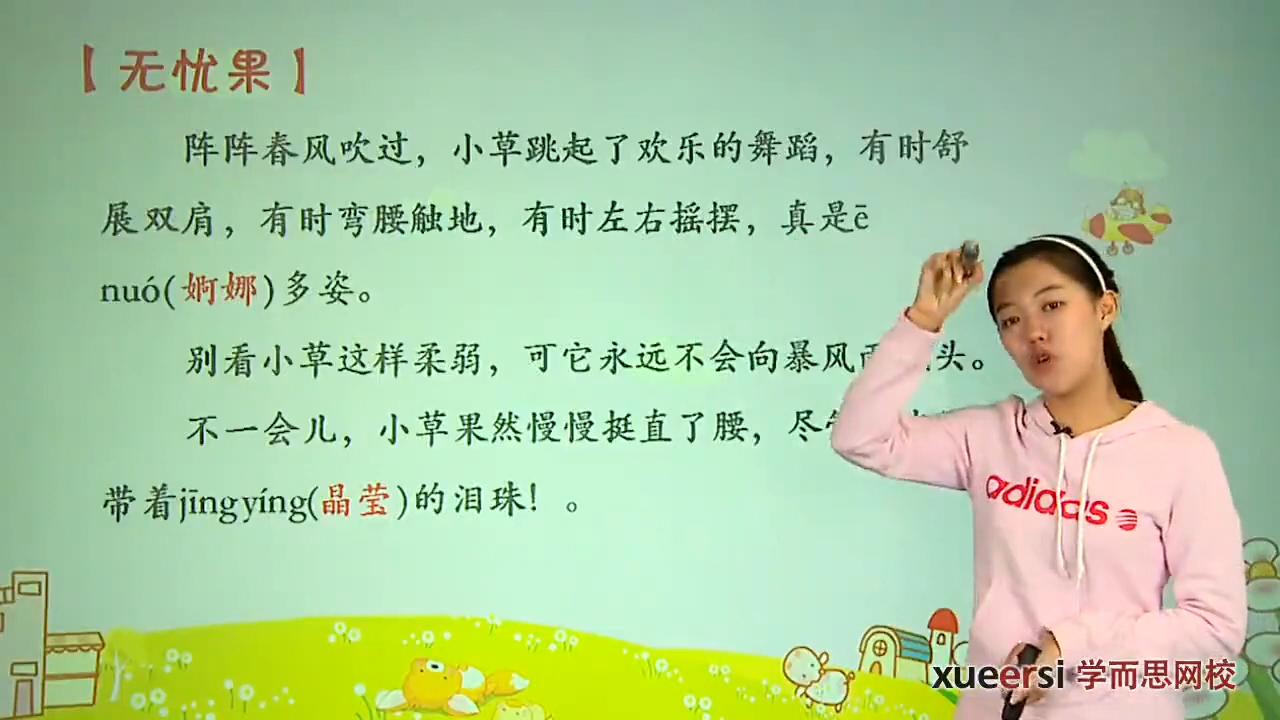 【无忧果】
阵阵春风吹过，小草跳起了欢乐的舞蹈，有时舒
展双肩，有时弯腰触地，有时左右摇摆，真是ē
nuó(婀娜)多姿。
别看小草这样柔弱，可它永远不会向暴风 头。
不一会儿，小草果然慢慢挺直了腰，
带着jīngyíng(晶莹)的泪珠！。
adidas
xueersi 学而思网校